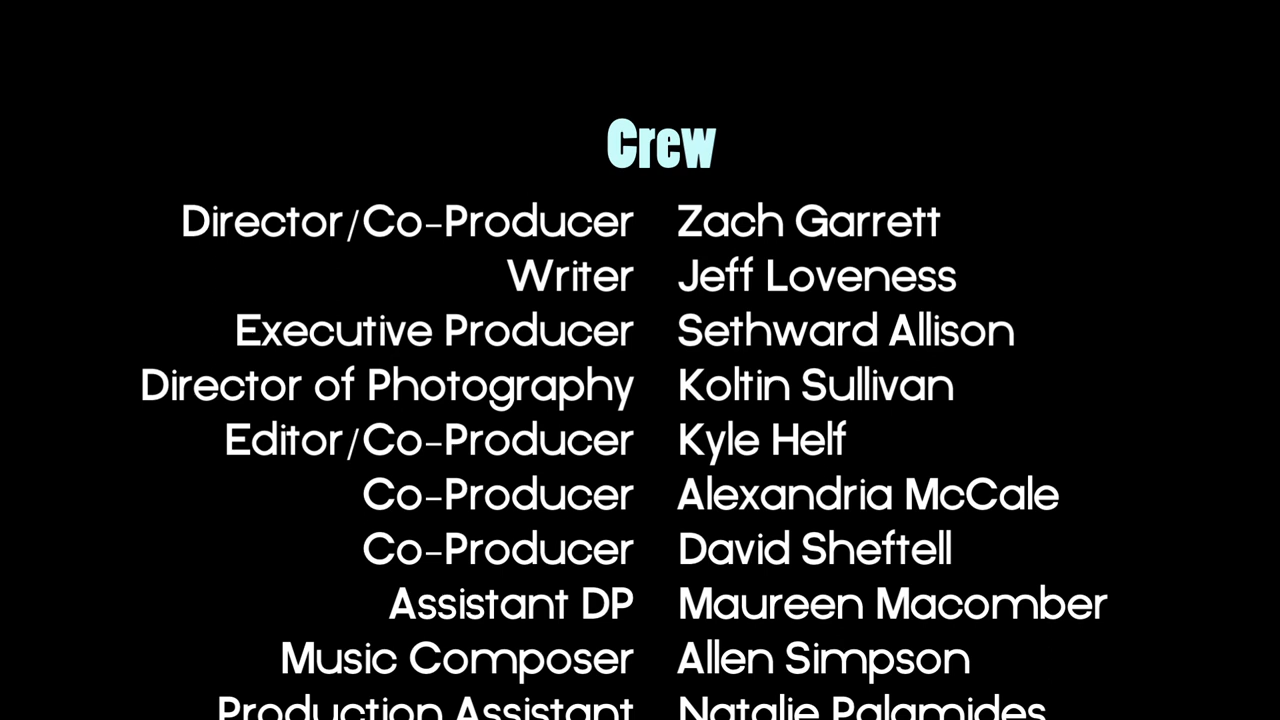 Crew
Director/Co-Producer Zach Garrett
Writer Jeff Loveness
Executive Producer Sethward Allison
Director of Photography Koltin Sullivan
Editor/Co-Producer Kyle Helf
Co-Producer Alexandria McCale
Co-Producer David Sheftell
Assistant DP Maureen Macomber
Music Composer Allen Simpson
Production Assistant Natalie Palamides